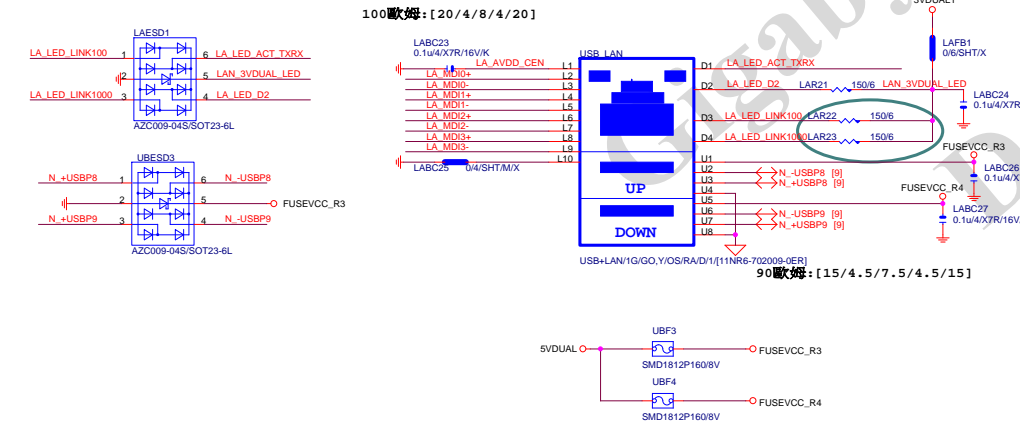 100歐姆:[20/4/8/4/20]
3VDUAL1
LAESD1
LA_LED_LINK100 1 6 LA_LED_ACT_TXRX
2 5 LAN_3VDUAL_LED
LA_LED_LINK1000 3 4 LA_LED_D2
AZC009-04S/SOT23-6L
LABC23
0.1u/4/X7R/16V/K
LA_AVDD_CEN L1
LA_MDI0+ L2
LA_MDI0- L3
LA_MDI1+ L4
LA_MDI1- L5
LA_MDI2+ L6
LA_MDI2- L7
LA_MDI3+ L8
LA_MDI3- L9
L10
LABC25 0/4/SHT/M/X
USB_LAN
UP
DOWN
D1 LA_LED_ACT_TXRX
D2 LA_LED_D2 LAR21 150/6 LAN_3VDUAL_LED
D3 LA_LED_LINK100 LAR22 150/6
D4 LA_LED_LINK1000 LAR23 150/6
U1
U2 N_-USBP8 [9]
U3 N_+USBP8 [9]
U4
U5
U6 N_-USBP9 [9]
U7 N_+USBP9 [9]
U8
USB+LAN/1G/GO,Y/OS/RA/D/1/[11NR6-702009-0ER]
90歐姆:[15/4.5/7.5/4.5/15]
LAFB1
0/6/SHT/X
LABC24
0.1u/4/X7R
FUSEVCC_R3
LABC26
0.1u/4/X
FUSEVCC_R4
LABC27
0.1u/4/X7R/16V
UBESD3
N_+USBP8 1 6 N_-USBP8
2 5 FUSEVCC_R3
N_+USBP9 3 4 N_-USBP9
AZC009-04S/SOT23-6L
UBF3
5VDUAL FUSEVCC_R3
SMD1812P160/8V
UBF4
FUSEVCC_R4
SMD1812P160/8V
Gigab